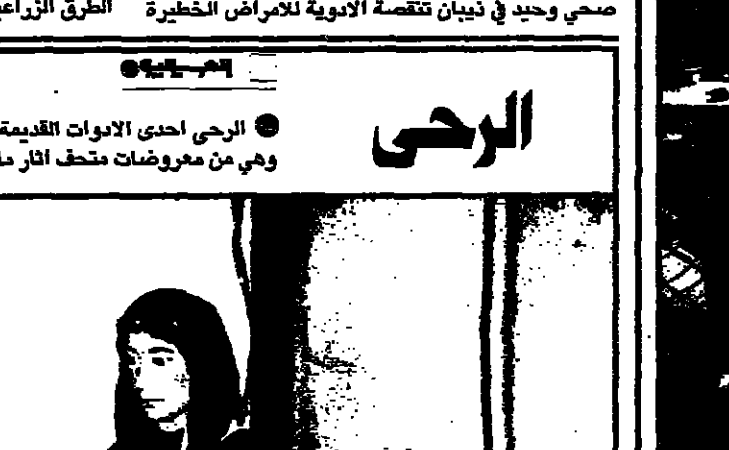 صحي وحيد في ذيبان تنقصة الادوية للامراض الخطيرة الطرق الزراعي
الرحى
● الرحى احدى الادوات القديمة
وهي من معروضات متحف اثار